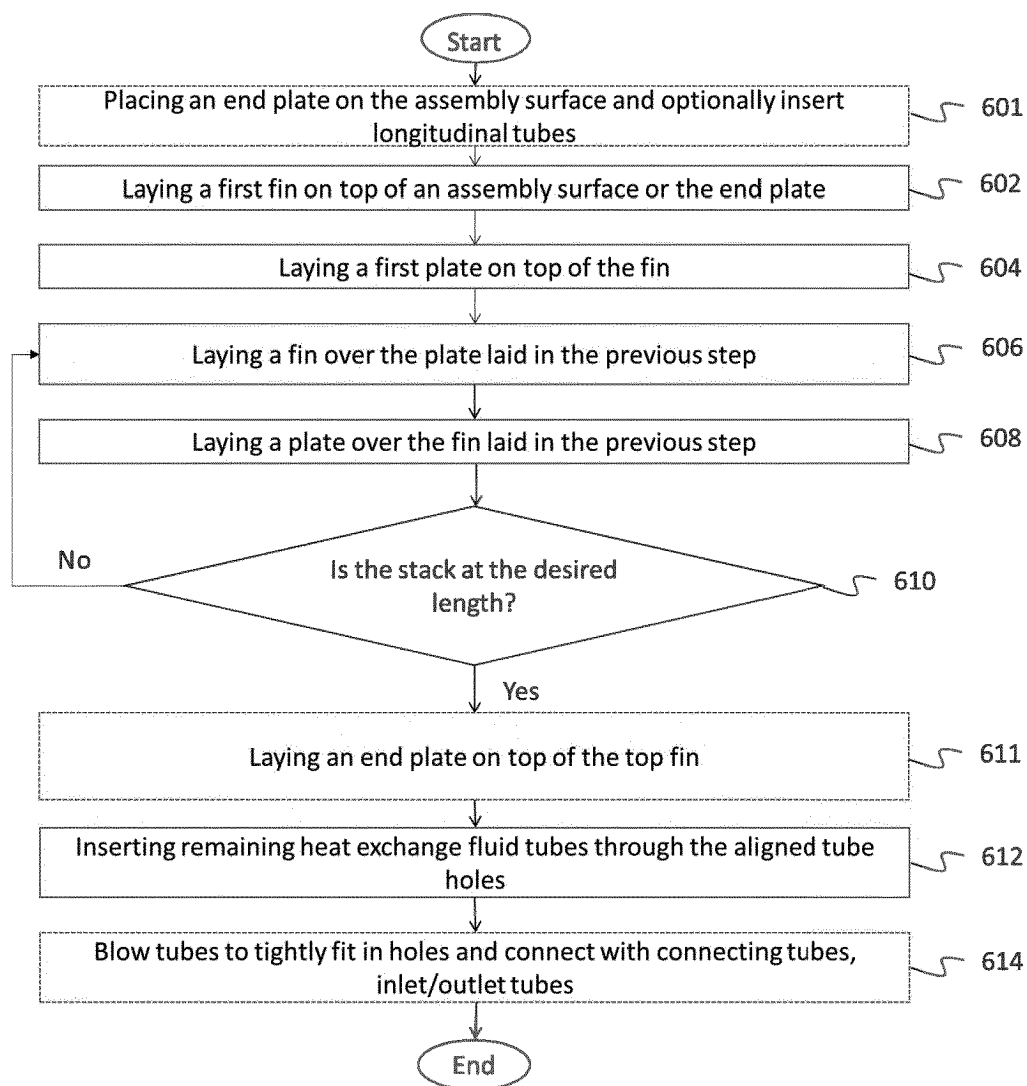 Start
Placing an end plate on the assembly surface and optionally insert
longitudinal tubes
601
Laying a first fin on top of an assembly surface or the end plate
602
Laying a first plate on top of the fin
604
Laying a fin over the plate laid in the previous step
606
Laying a plate over the fin laid in the previous step
608
No
Is the stack at the desired
length?
610
Yes
Laying an end plate on top of the top fin
611
Inserting remaining heat exchange fluid tubes through the aligned tube
holes
612
Blow tubes to tightly fit in holes and connect with connecting tubes,
inlet/outlet tubes
614
End